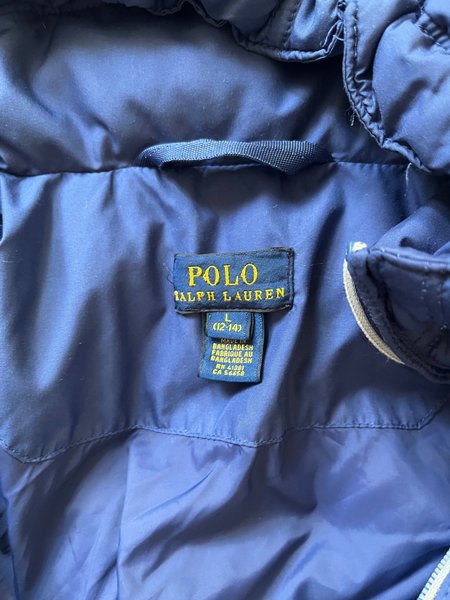 POLO
RALPH LAUREN
L
(12-14)
MADE IN
BANGLADESH
FABRIQUE AU
BANGLADESH
RN 41381
CA 56658